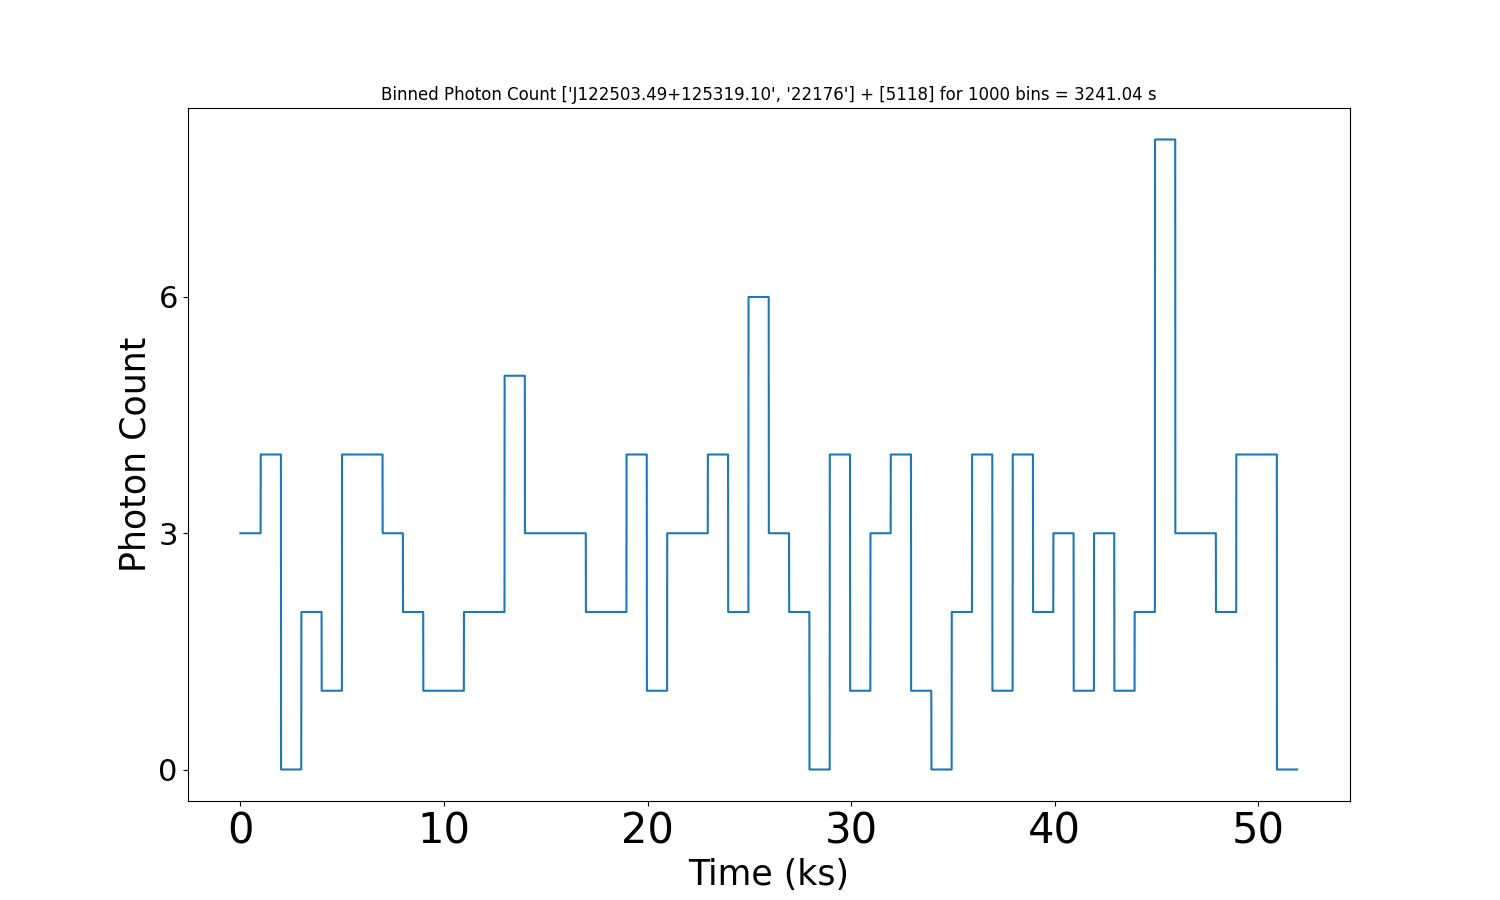 Binned Photon Count ['J122503.49+125319.10', '22176'] + [5118] for 1000 bins = 3241.04 s
Photon Count
6
3
0
0 10 20 30 40 50
Time (ks)